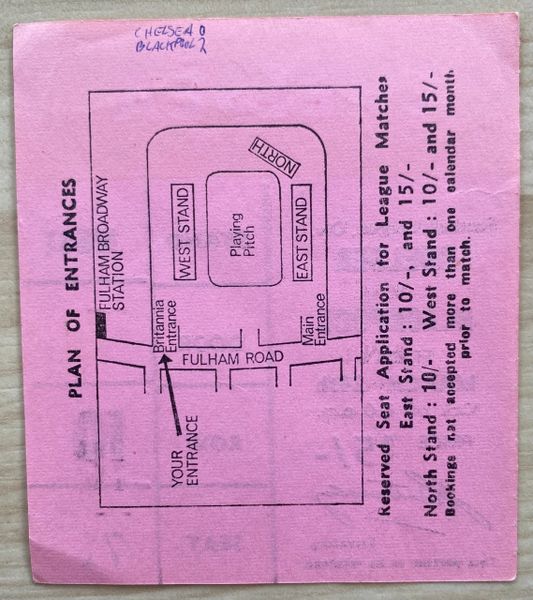 CHELSEA 0
BLACKPOOL 2
PLAN OF ENTRANCES
FULHAM BROADWAY
STATION
NORTH
WEST STAND
Playing
Pitch
EAST STAND
Britannia
Entrance
Main
Entrance
FULHAM ROAD
YOUR
ENTRANCE
Reserved Seat Application for League Matches
East Stand : 10/-, and 15/-
North Stand : 10/- West Stand : 10/- and 15/-
Bookings not accepted more than one calendar month
prior to match.